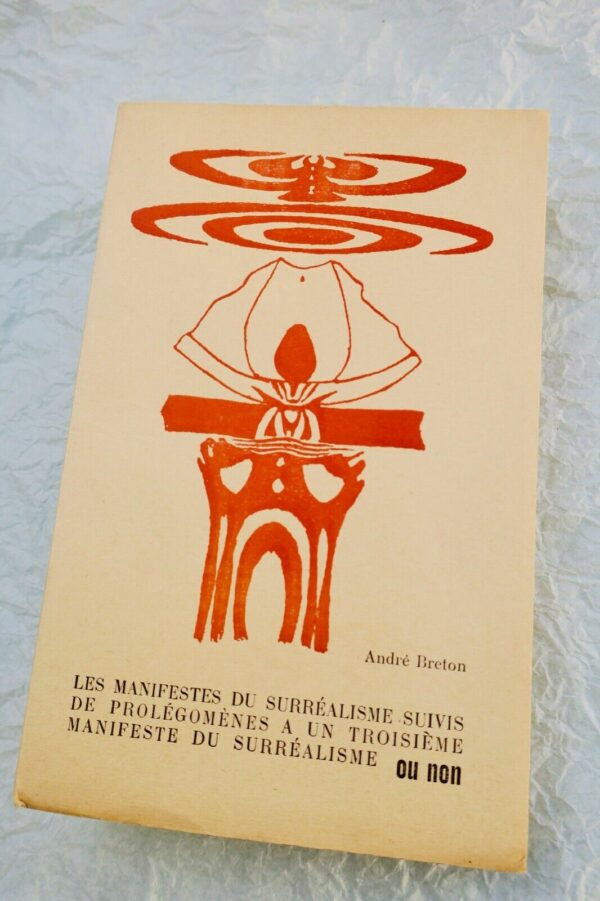 André Breton
LES MANIFESTES DU SURRÉALISME SUIVIS
DE PROLÉGOMÈNES A UN TROISIÈME
MANIFESTE DU SURRÉALISME ou non